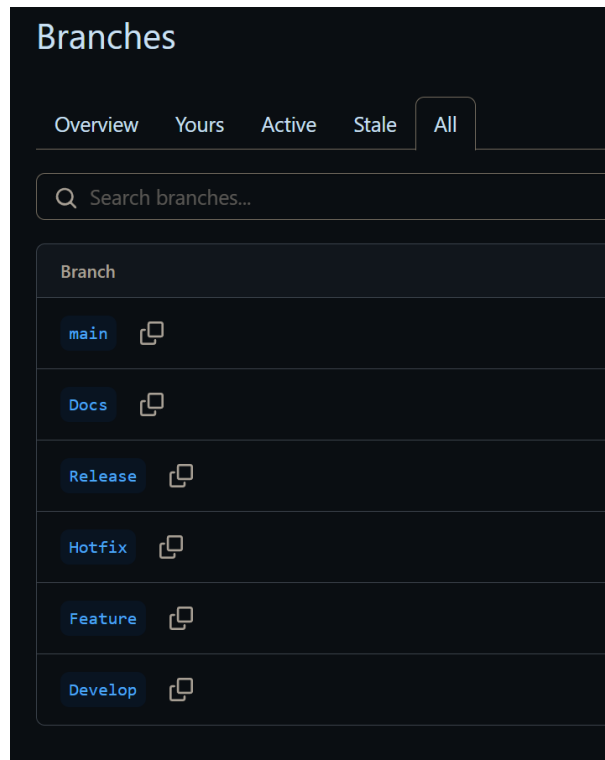 Branches
Overview Yours Active Stale All
Search branches...
Branch
main
Docs
Release
Hotfix
Feature
Develop